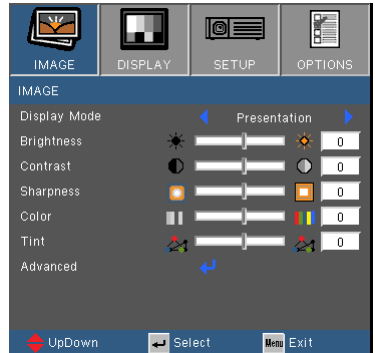 IMAGE DISPLAY SETUP OPTIONS
IMAGE
Display Mode Presentation
Brightness 0
Contrast 0
Sharpness 0
Color 0
Tint 0
Advanced
UpDown Select Menu Exit